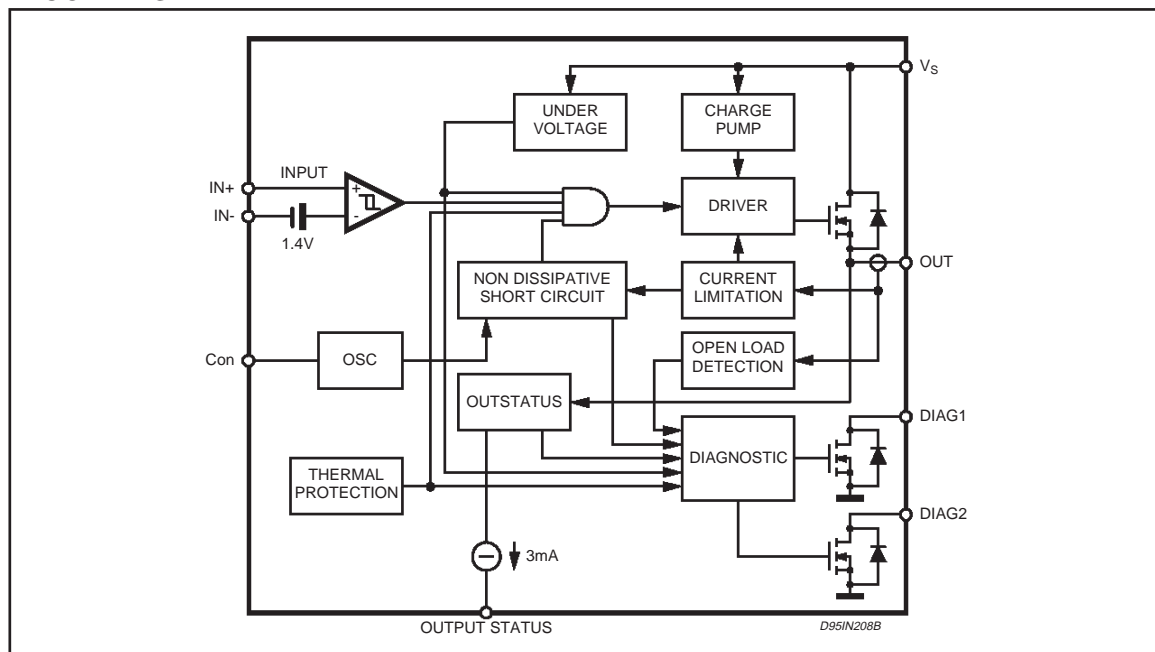 V_S
UNDER
VOLTAGE
CHARGE
PUMP
INPUT
IN+
IN-
+
-
1.4V
DRIVER
OUT
NON DISSIPATIVE
SHORT CIRCUIT
CURRENT
LIMITATION
Con
OSC
OPEN LOAD
DETECTION
OUTSTATUS
DIAG1
DIAGNOSTIC
THERMAL
PROTECTION
DIAG2
3mA
OUTPUT STATUS
D95IN208B